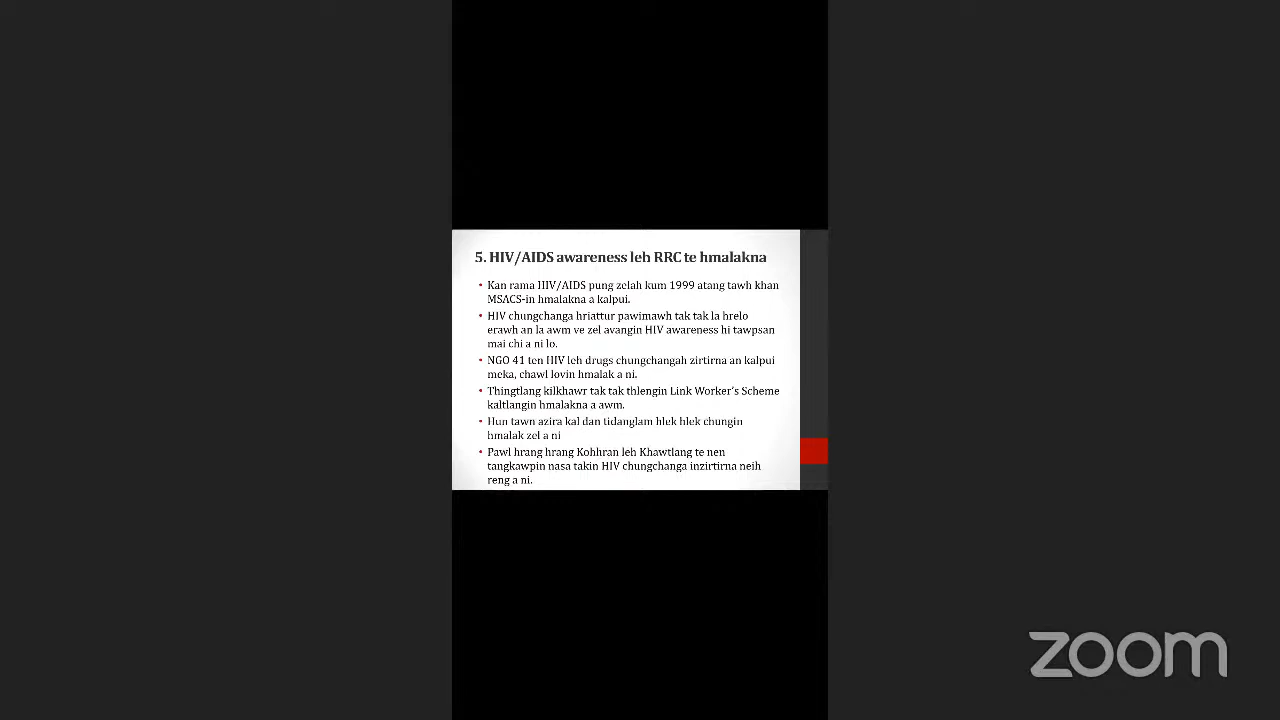 5. HIV/AIDS awareness leh RRC te hmalakna
• Kan rama HIV/AIDS pung zelah kum 1999 atang tawh khan
MSACS-in hmalakna a kalpui.
• HIV chungchanga hriattur pawimawh tak tak la hrelo
erawh an la awm ve zel avangin HIV awareness hi tawpsan
mai chi a ni lo.
• NGO 41 ten HIV leh drugs chungchangah zirtirna an kalpui
meka, chawl lovin hmalak a ni.
• Thingtlang kilkhawr tak tak thlengin Link Worker's Scheme
kaltlangin hmalakna a awm.
• Hun tawn azira kal dan tidanglam hlek hlek chungin
hmalak zel a ni
• Pawl hrang hrang Kohhran leh Khawtlang te nen
tangkawpin nasa takin HIV chungchanga inzirtirna neih
reng a ni.
zoom